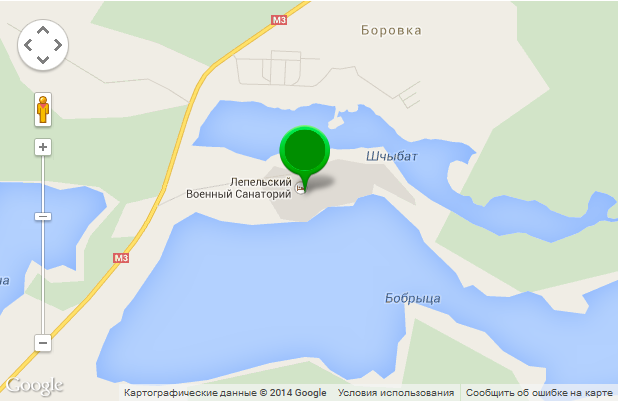 М3
Боровка
Шчыбат
Лепельский
Военный Санаторий
М3
Бобрыца
на
Google
Картографические данные © 2014 Google Условия использования Сообщить об ошибке на карте